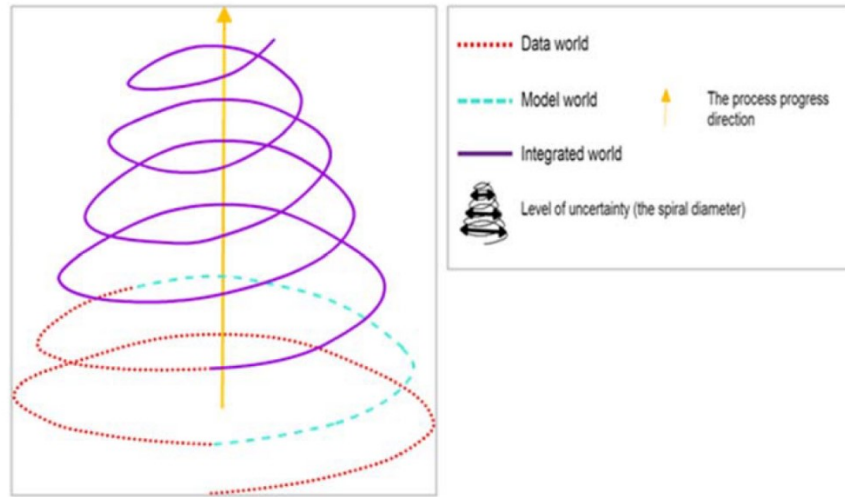 Data world
Model world
The process progress
direction
Integrated world
Level of uncertainty (the spiral diameter)